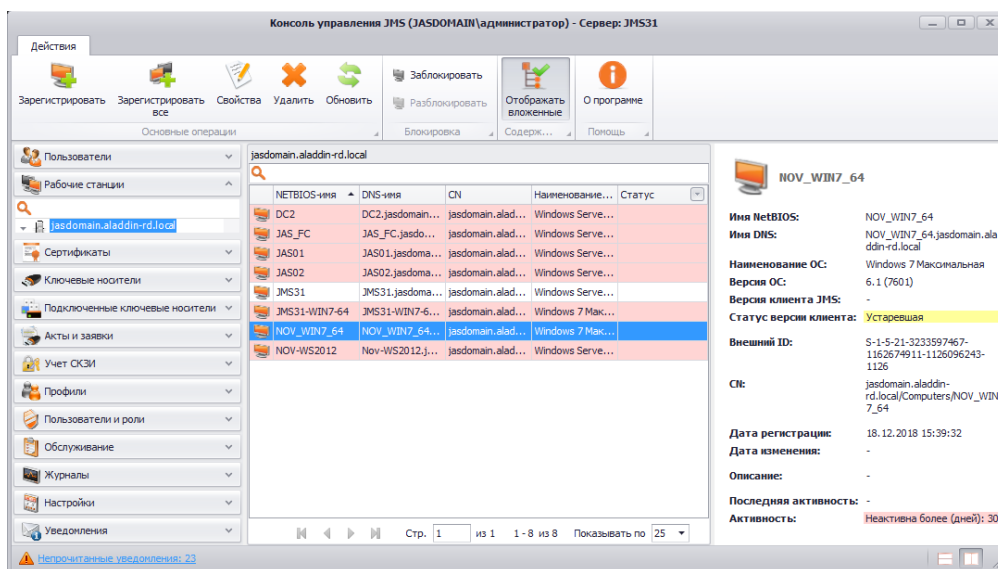 Консоль управления JMS (JASDOMAIN\администратор) - Сервер: JMS31
Действия
Зарегистрировать
Зарегистрировать все
Свойства
Удалить
Обновить
Заблокировать
Разблокировать
Отображать вложенные
О программе
Основные операции
Блокировка
Содерж...
Помощь
Пользователи
Рабочие станции
jasdomain.aladdin-rd.local
Сертификаты
Ключевые носители
Подключенные ключевые носители
Акты и заявки
Учет СКЗИ
Профили
Пользователи и роли
Обслуживание
Журналы
Настройки
Уведомления
jasdomain.aladdin-rd.local
NETBIOS-имя DNS-имя CN Наименование... Статус
DC2 DC2.jasdomain... jasdomain.alad... Windows Serve...
JAS_FC JAS_FC.jasdo... jasdomain.alad... Windows Serve...
JAS01 JAS01.jasdoma... jasdomain.alad... Windows Serve...
JAS02 JAS02.jasdoma... jasdomain.alad... Windows Serve...
JMS31 JMS31.jasdoma... jasdomain.alad... Windows Serve...
JMS31-WIN7-64 JMS31-WIN7-6... jasdomain.alad... Windows 7 Мак...
NOV_WIN7_64 NOV_WIN7_64.... jasdomain.alad... Windows 7 Мак...
NOV-WS2012 Nov-WS2012.j... jasdomain.alad... Windows Serve...
Стр. 1 из 1 1 - 8 из 8 Показывать по 25
NOV_WIN7_64
Имя NetBIOS: NOV_WIN7_64
Имя DNS: NOV_WIN7_64.jasdomain.ala
ddin-rd.local
Наименование ОС: Windows 7 Максимальная
Версия ОС: 6.1 (7601)
Версия клиента JMS: -
Статус версии клиента: Устаревшая
Внешний ID: S-1-5-21-3233597467-
1162674911-1126096243-
1126
CN: jasdomain.aladdin-
rd.local/Computers/NOV_WIN
7_64
Дата регистрации: 18.12.2018 15:39:32
Дата изменения: -
Описание: -
Последняя активность: -
Активность: Неактивна более (дней): 30
Непрочитанные уведомления: 23